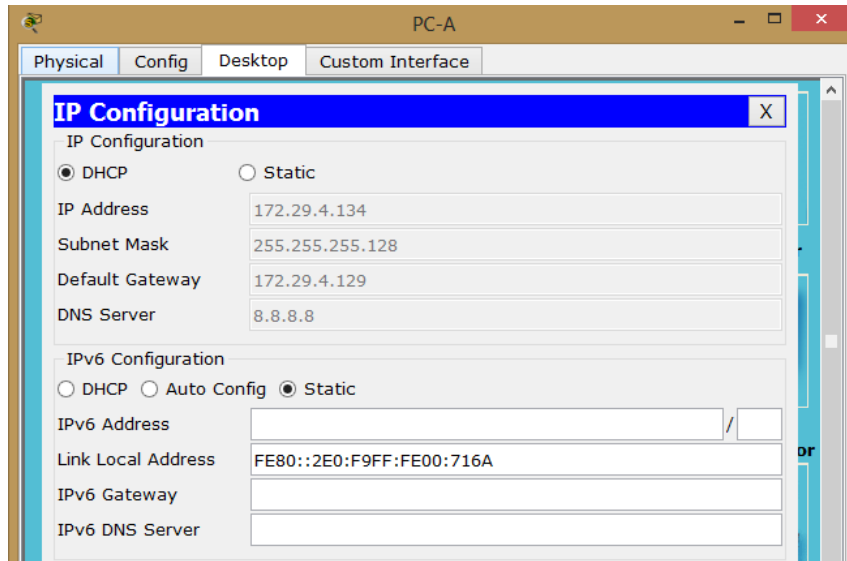 PC-A
Physical Config Desktop Custom Interface
IP Configuration X
IP Configuration
DHCP Static
IP Address 172.29.4.134
Subnet Mask 255.255.255.128
Default Gateway 172.29.4.129
DNS Server 8.8.8.8
IPv6 Configuration
DHCP Auto Config Static
IPv6 Address /
Link Local Address FE80::2E0:F9FF:FE00:716A
IPv6 Gateway
IPv6 DNS Server
or